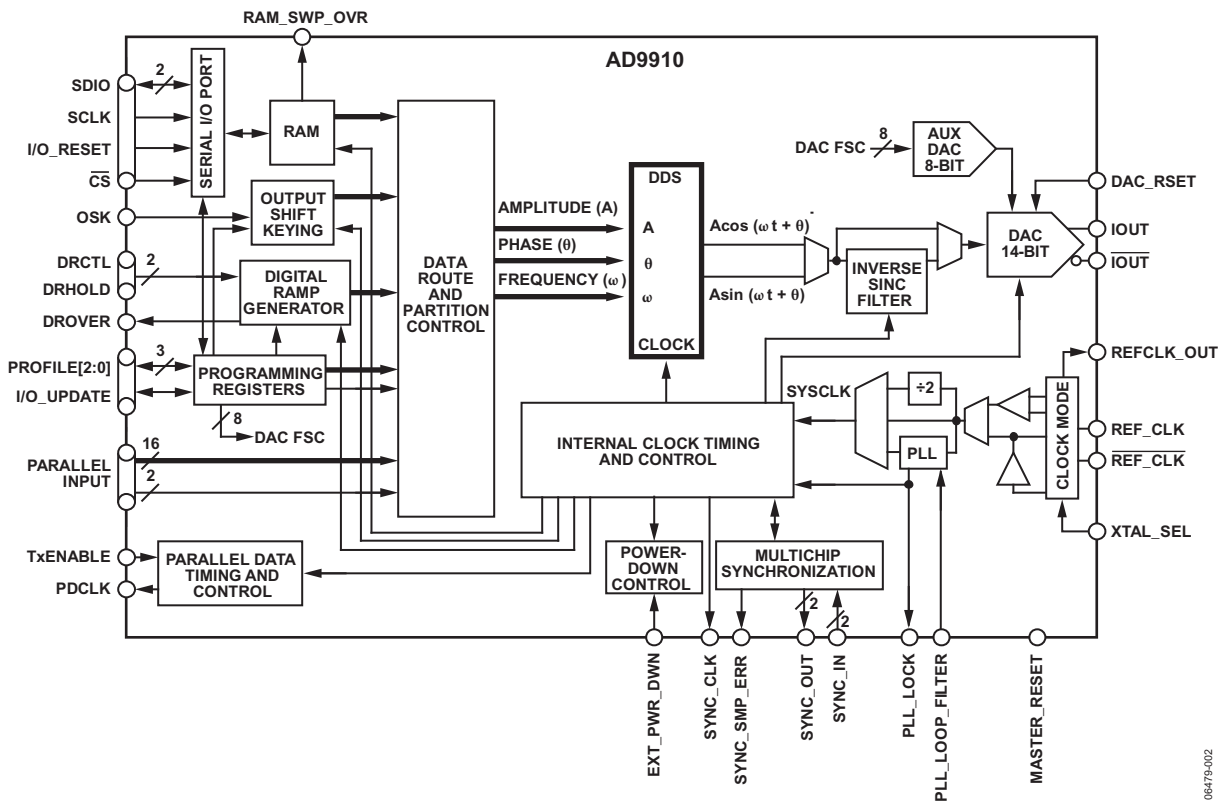 RAM_SWP_OVR
AD9910
SDIO
2
SCLK
I/O_RESET
CS
SERIAL I/O PORT
RAM
OSK
OUTPUT
SHIFT
KEYING
DRCTL
2
DRHOLD
DIGITAL
RAMP
GENERATOR
DROVER
PROFILE[2:0]
3
I/O_UPDATE
PROGRAMMING
REGISTERS
8
DAC FSC
PARALLEL
INPUT
16
2
TxENABLE
PDCLK
PARALLEL DATA
TIMING AND
CONTROL
DATA
ROUTE
AND
PARTITION
CONTROL
AMPLITUDE (A)
PHASE (θ)
FREQUENCY (ω)
DDS
A
θ
ω
CLOCK
Acos (ωt + θ)
Asin (ωt + θ)
INVERSE
SINC
FILTER
DAC FSC
8
AUX
DAC
8-BIT
DAC
14-BIT
DAC_RSET
IOUT
IOUT
REFCLK_OUT
REF_CLK
REF_CLK
XTAL_SEL
CLOCK MODE
÷2
PLL
SYSCLK
INTERNAL CLOCK TIMING
AND CONTROL
POWER-
DOWN
CONTROL
MULTICHIP
SYNCHRONIZATION
2
2
EXT_PWR_DWN
SYNC_CLK
SYNC_SMP_ERR
SYNC_OUT
SYNC_IN
PLL_LOCK
PLL_LOOP_FILTER
MASTER_RESET
06479-002